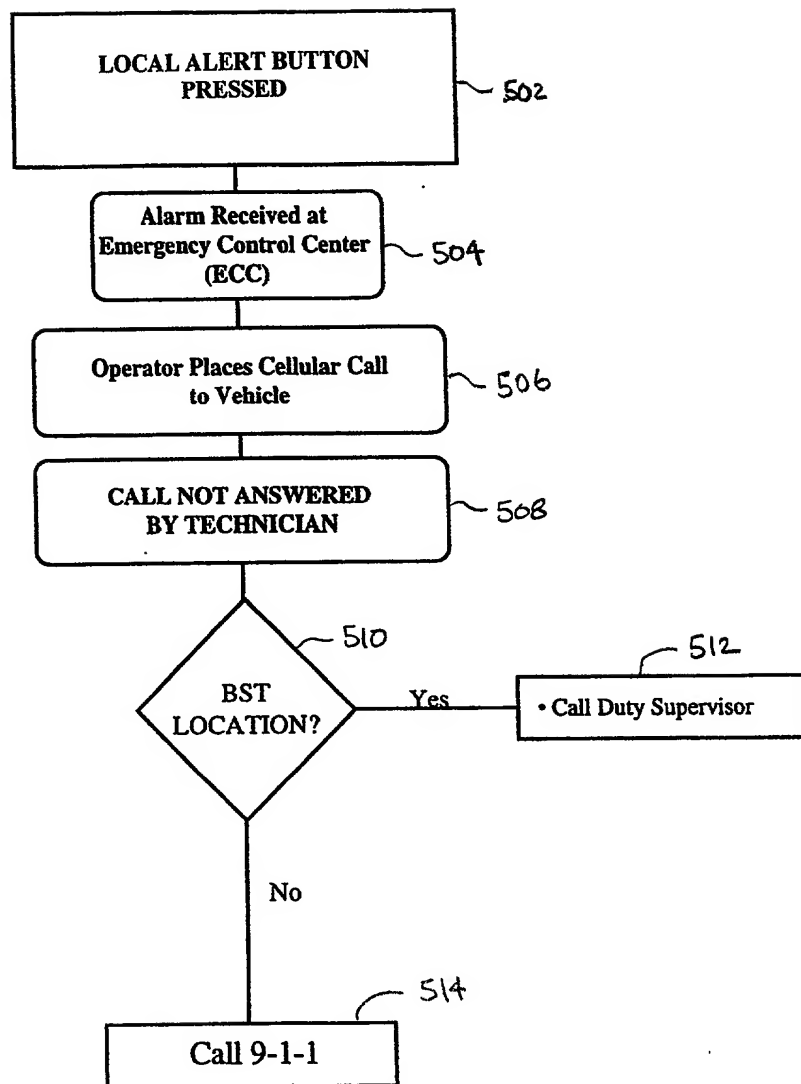 LOCAL ALERT BUTTON
PRESSED
502
Alarm Received at
Emergency Control Center
(ECC)
504
Operator Places Cellular Call
to Vehicle
506
CALL NOT ANSWERED
BY TECHNICIAN
508
510
BST
LOCATION?
Yes
512
• Call Duty Supervisor
No
514
Call 9-1-1